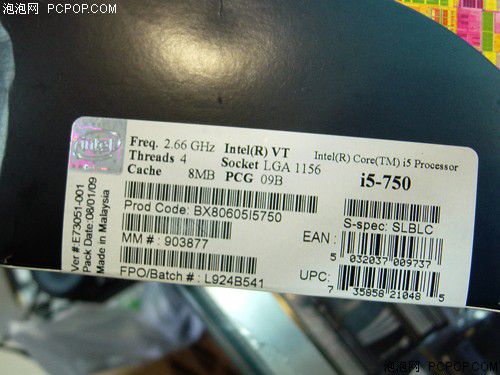 泡泡网 PCPOP.COM
intel
Freq. 2.66 GHz
Threads 4
Cache 8MB
Intel(R) VT
Socket LGA 1156
PCG 09B
Intel(R) Core(TM) i5 Processor
i5-750
Prod Code: BX80605I5750
S-spec: SLBLC
MM # : 903877
EAN :
5 032037 009737
FPO/Batch # : L924B541
UPC:
7 35858 21048 5
Ver #:E73051-001
Pack Date:08/01/09
Made in Malaysia
泡泡网 PCPOP.COM